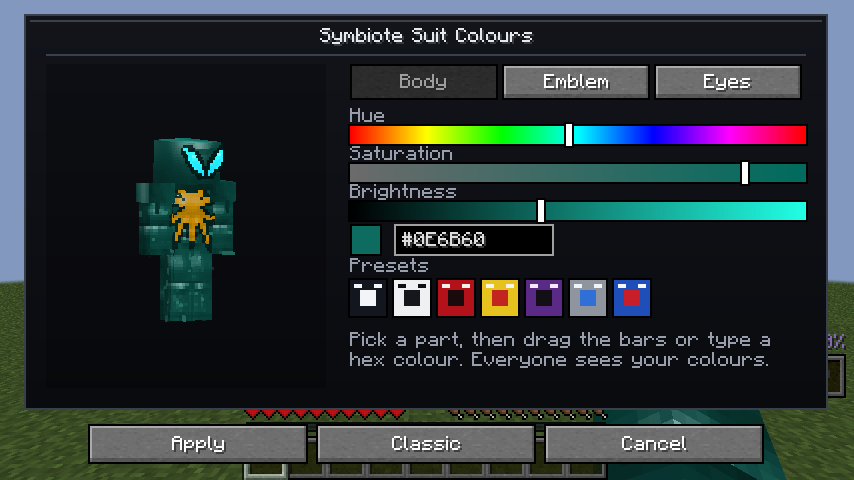 Symbiote Suit Colours
Body
Emblem
Eyes
Hue
Saturation
Brightness
#0E6B60
Presets
Pick a part, then drag the bars or type a
hex colour. Everyone sees your colours.
Apply
Classic
Cancel